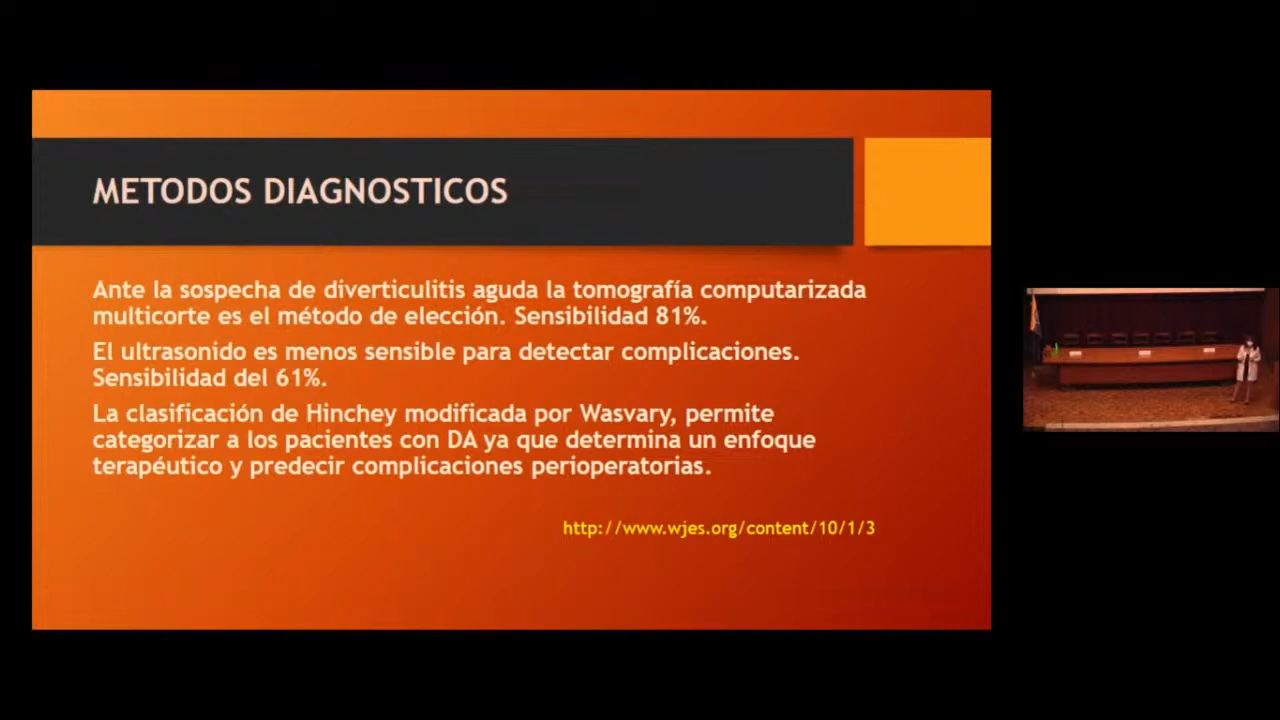 METODOS DIAGNOSTICOS
Ante la sospecha de diverticulitis aguda la tomografía computarizada
multicorte es el método de elección. Sensibilidad 81%.
El ultrasonido es menos sensible para detectar complicaciones.
Sensibilidad del 61%.
La clasificación de Hinchey modificada por Wasvary, permite
categorizar a los pacientes con DA ya que determina un enfoque
terapéutico y predecir complicaciones perioperatorias.
http://www.wjes.org/content/10/1/3